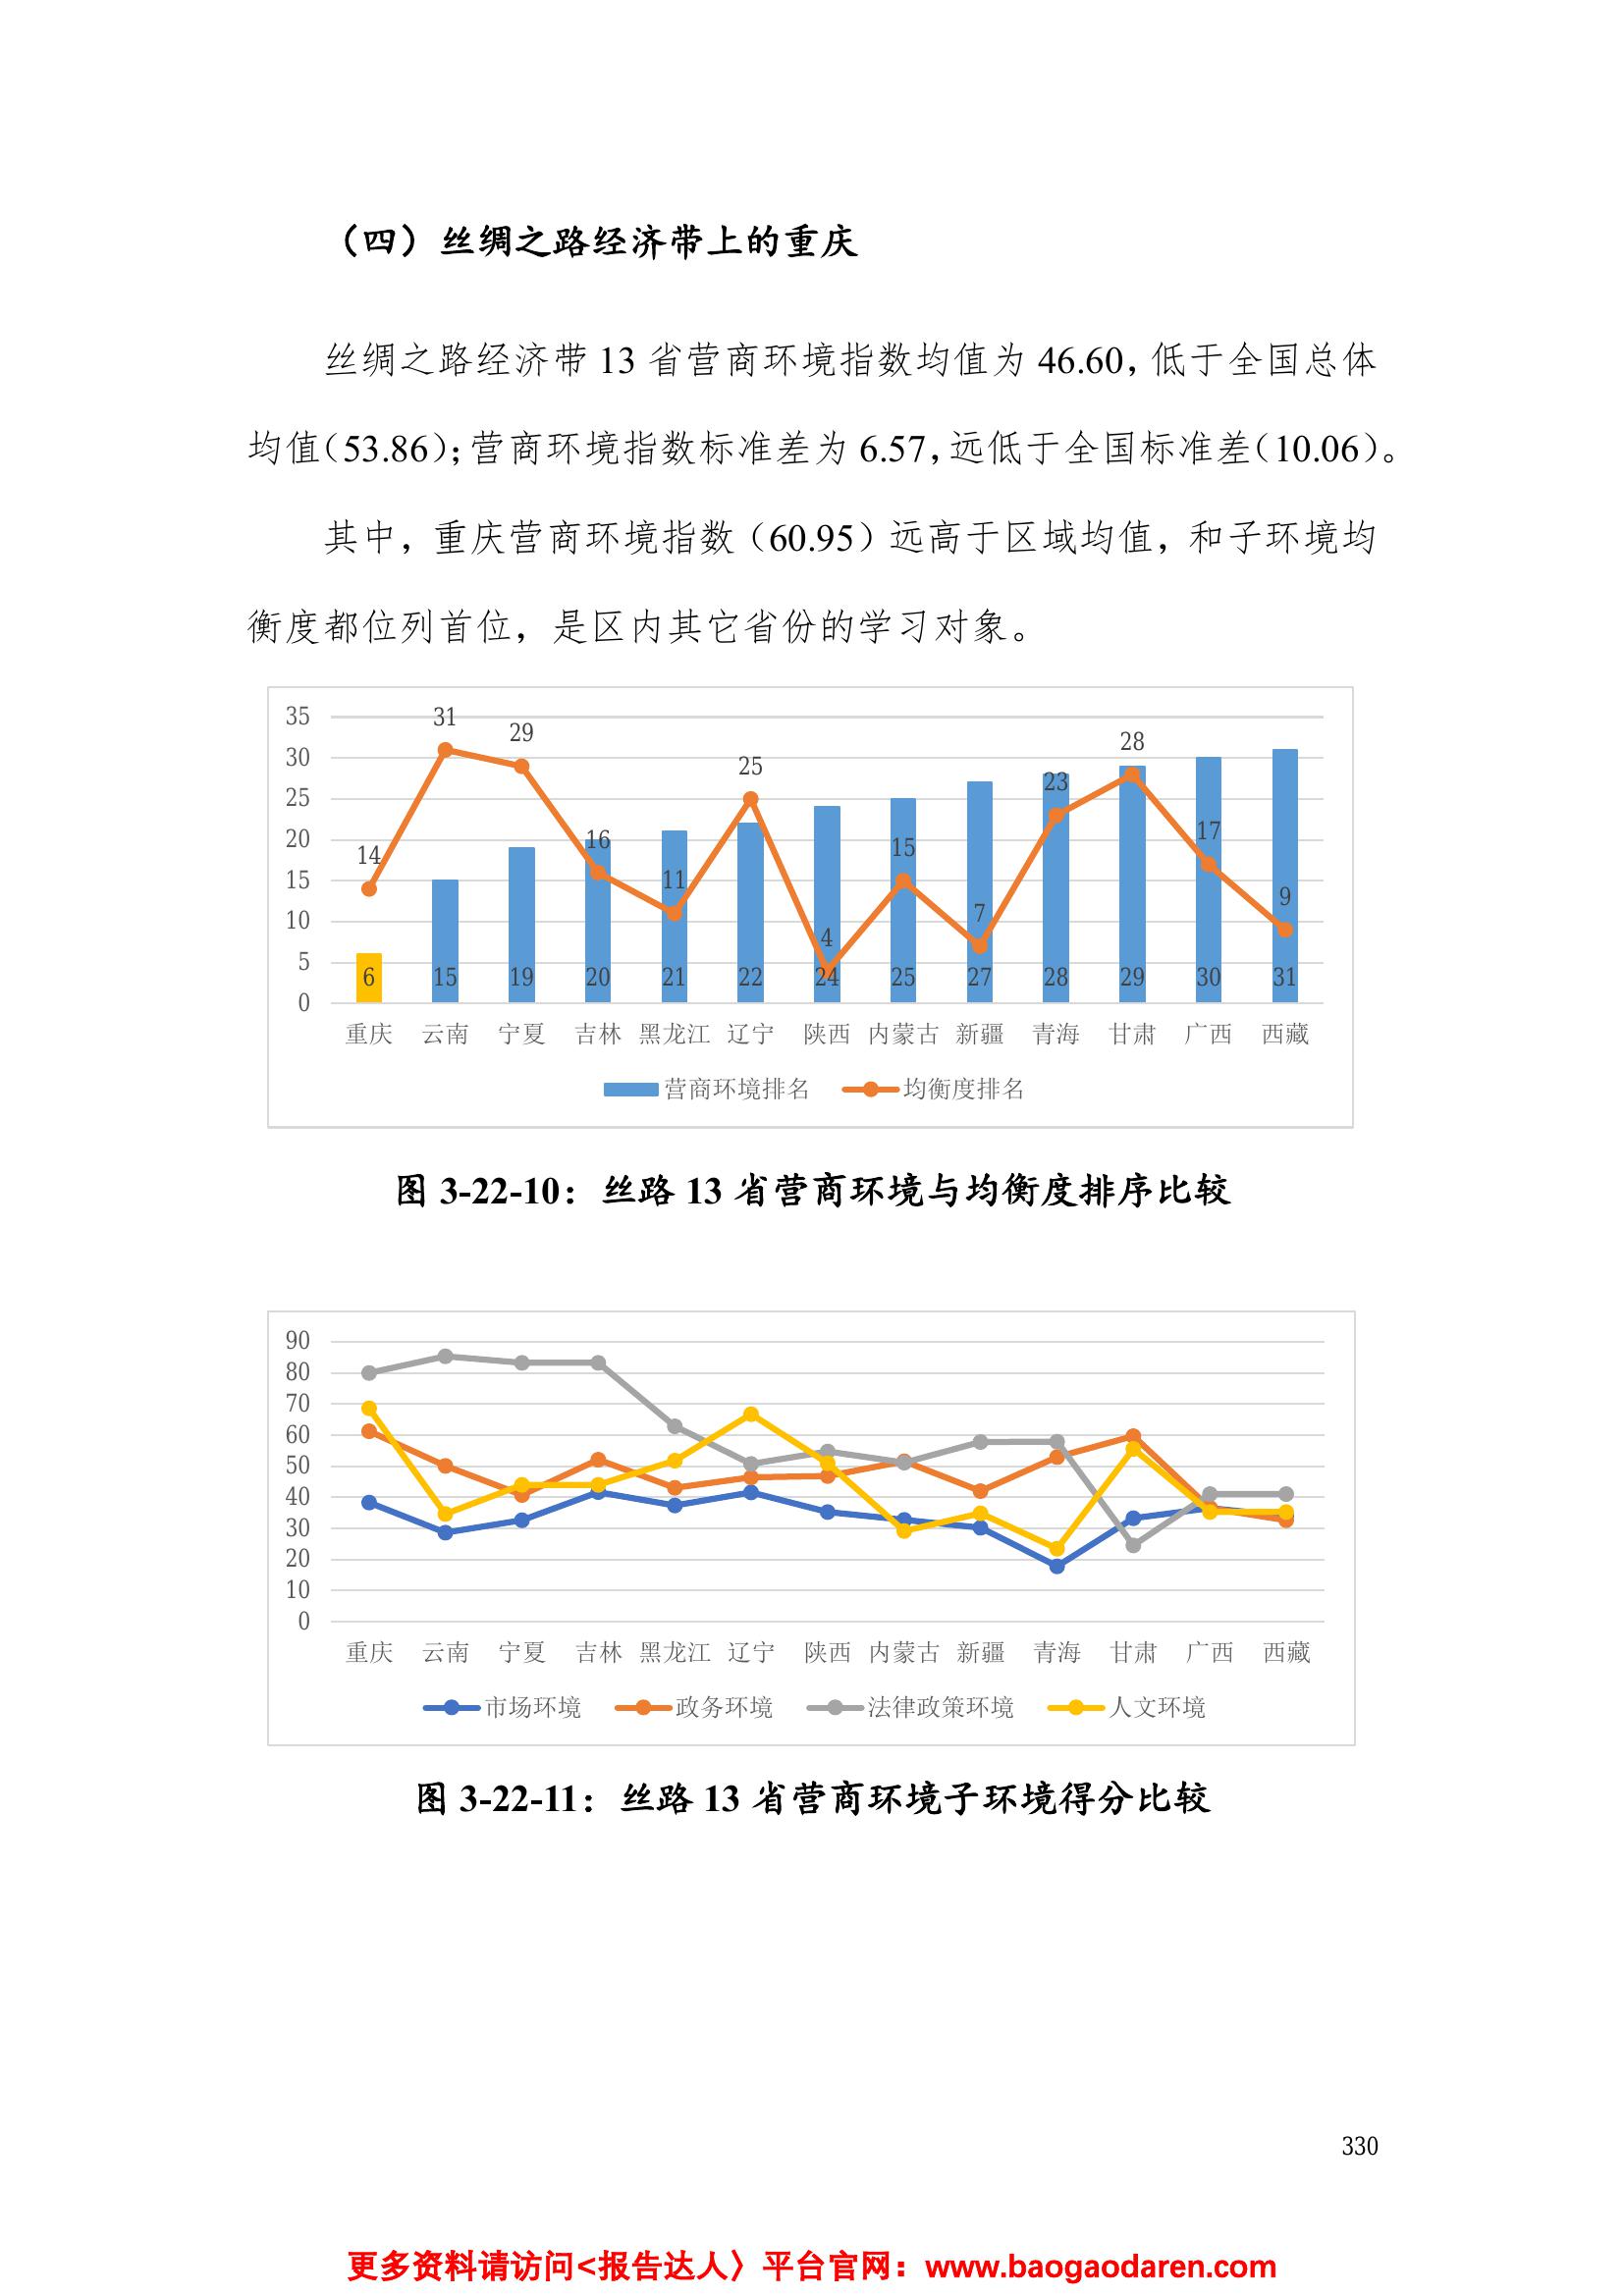 （四）丝绸之路经济带上的重庆
丝绸之路经济带 13 省营商环境指数均值为 46.60，低于全国总体
均值（53.86）；营商环境指数标准差为 6.57，远低于全国标准差（10.06）。
其中，重庆营商环境指数（60.95）远高于区域均值，和子环境均
衡度都位列首位，是区内其它省份的学习对象。
35
30
25
20
15
10
5
0
14 31 29 16 11 25 4 15 7 23 28 17 9
6 15 19 20 21 22 24 25 27 28 29 30 31
重庆 云南 宁夏 吉林 黑龙江 辽宁 陕西 内蒙古 新疆 青海 甘肃 广西 西藏
营商环境排名 均衡度排名
图 3-22-10：丝路 13 省营商环境与均衡度排序比较
90
80
70
60
50
40
30
20
10
0
重庆 云南 宁夏 吉林 黑龙江 辽宁 陕西 内蒙古 新疆 青海 甘肃 广西 西藏
市场环境 政务环境 法律政策环境 人文环境
图 3-22-11：丝路 13 省营商环境子环境得分比较
330
更多资料请访问<报告达人〉平台官网：www.baogaodaren.com